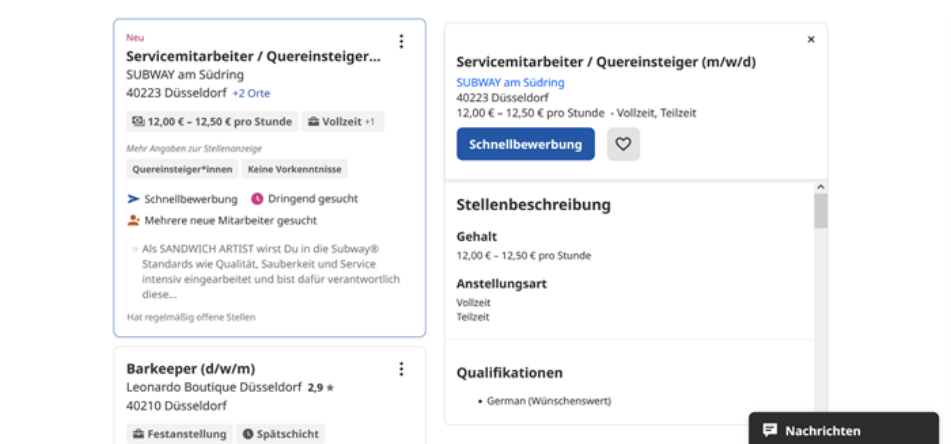 Neu
Servicemitarbeiter / Quereinsteiger...
SUBWAY am Südring
40223 Düsseldorf +2 Orte
12,00 € – 12,50 € pro Stunde Vollzeit +1
Mehr Angaben zur Stellenanzeige
Quereinsteiger*innen Keine Vorkenntnisse
Schnellbewerbung Dringend gesucht
Mehrere neue Mitarbeiter gesucht
Als SANDWICH ARTIST wirst Du in die Subway®
Standards wie Qualität, Sauberkeit und Service
intensiv eingearbeitet und bist dafür verantwortlich
diese...
Hat regelmäßig offene Stellen
Barkeeper (d/w/m)
Leonardo Boutique Düsseldorf 2,9 ★
40210 Düsseldorf
Festanstellung Spätschicht
Servicemitarbeiter / Quereinsteiger (m/w/d)
SUBWAY am Südring
40223 Düsseldorf
12,00 € – 12,50 € pro Stunde - Vollzeit, Teilzeit
Schnellbewerbung
Stellenbeschreibung
Gehalt
12,00 € – 12,50 € pro Stunde
Anstellungsart
Vollzeit
Teilzeit
Qualifikationen
• German (Wünschenswert)
Nachrichten